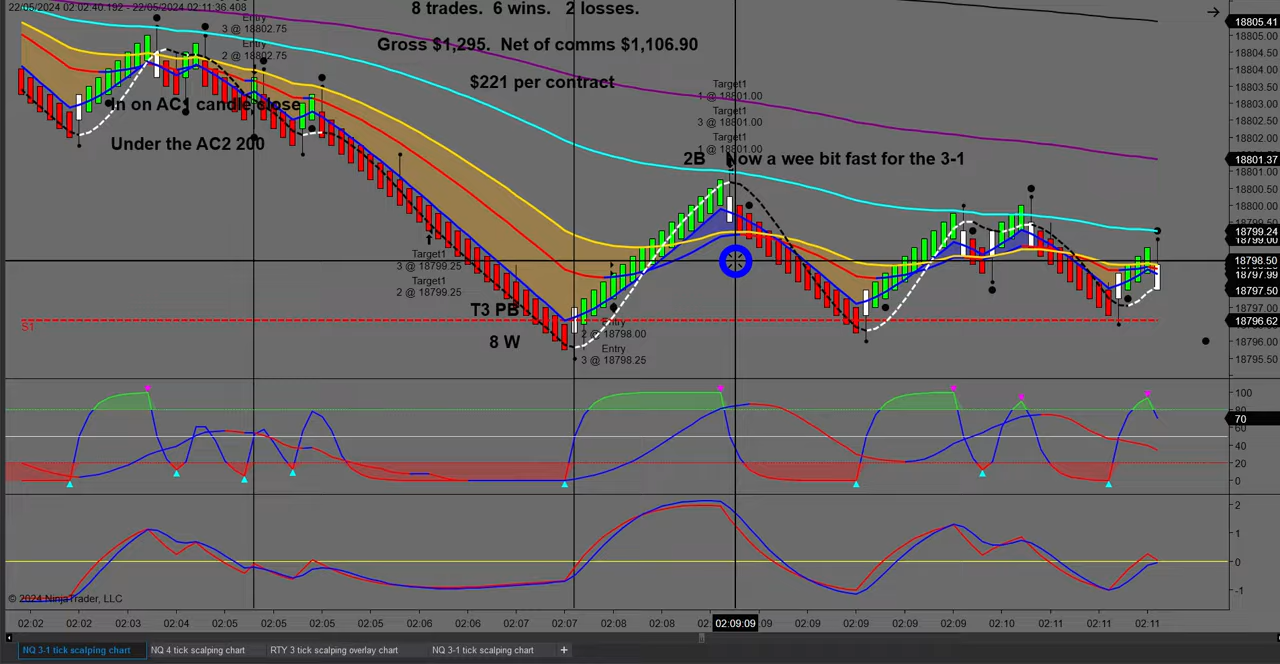 22/05/2024 02:02:40.192 - 22/05/2024 02:11:36.408
8 trades. 6 wins. 2 losses.
Gross $1,295. Net of comms $1,106.90
$221 per contract
Entry
3 @ 18802.75
Entry
2 @ 18802.75
In on AC1 candle close
Under the AC2 200
Target1
1 @ 18801.00
Target1
3 @ 18801.00
Target1
1 @ 18801.00
2B Now a wee bit fast for the 3-1
Target1
3 @ 18799.25
Target1
2 @ 18799.25
T3 PB
8 W
Entry
2 @ 18798.00
Entry
3 @ 18798.25
S1
18805.41
18805.00
18804.50
18804.00
18803.50
18803.00
18802.50
18802.00
18801.37
18801.00
18800.50
18800.00
18799.50
18799.24
18799.00
18798.50
18797.99
18797.50
18797.00
18796.62
18796.00
18795.50
100
80
70
60
40
20
0
2
1
0
-1
© 2024 NinjaTrader, LLC
02:02 02:02 02:03 02:04 02:05 02:05 02:05 02:06 02:06 02:07 02:07 02:08 02:08 02:09:09 02:09 02:09 02:09 02:10 02:11 02:11 02:11
NQ 3-1 tick scalping chart NQ 4 tick scalping chart RTY 3 tick scalping overlay chart NQ 3-1 tick scalping chart +